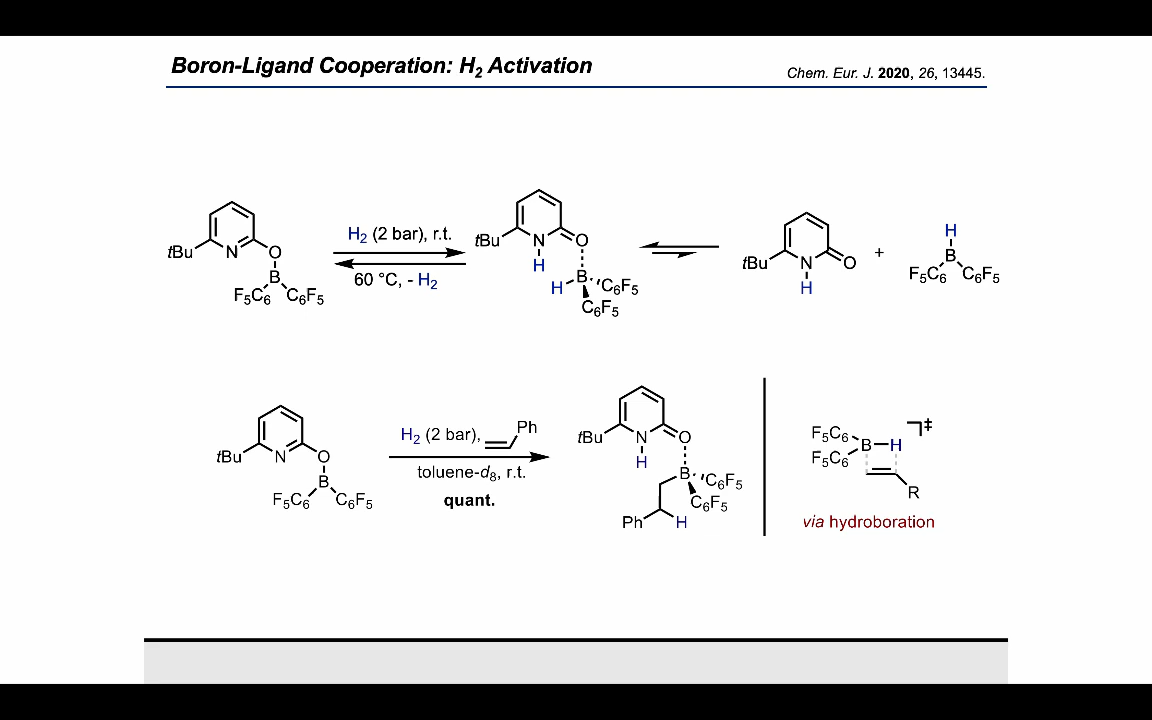 Boron-Ligand Cooperation: H₂ Activation
Chem. Eur. J. 2020, 26, 13445.
tBu
N
O
B
F₅C₆
C₆F₅
H₂ (2 bar), r.t.
60 °C, - H₂
tBu
N
H
O
H
B
C₆F₅
C₆F₅
tBu
N
H
O
+
H
B
F₅C₆
C₆F₅
tBu
N
O
B
F₅C₆
C₆F₅
H₂ (2 bar),
Ph
toluene-d₈, r.t.
quant.
tBu
N
H
O
B
C₆F₅
C₆F₅
Ph
H
F₅C₆
F₅C₆
B
H
‡
R
via hydroboration